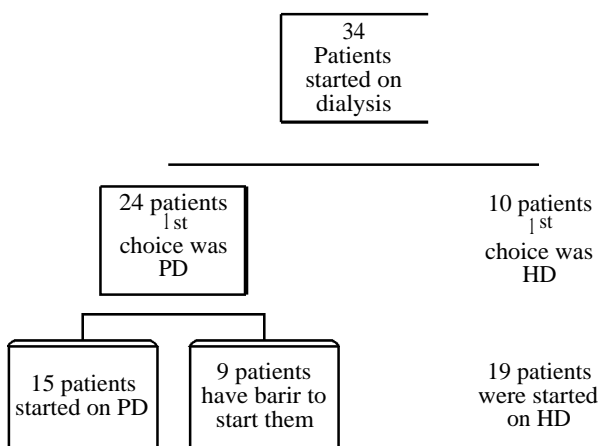 34
Patients
started on
dialysis
24 patients
1st
choice was
PD
10 patients
1st
choice was
HD
15 patients
started on PD
9 patients
have barir to
start them
19 patients
were started
on HD